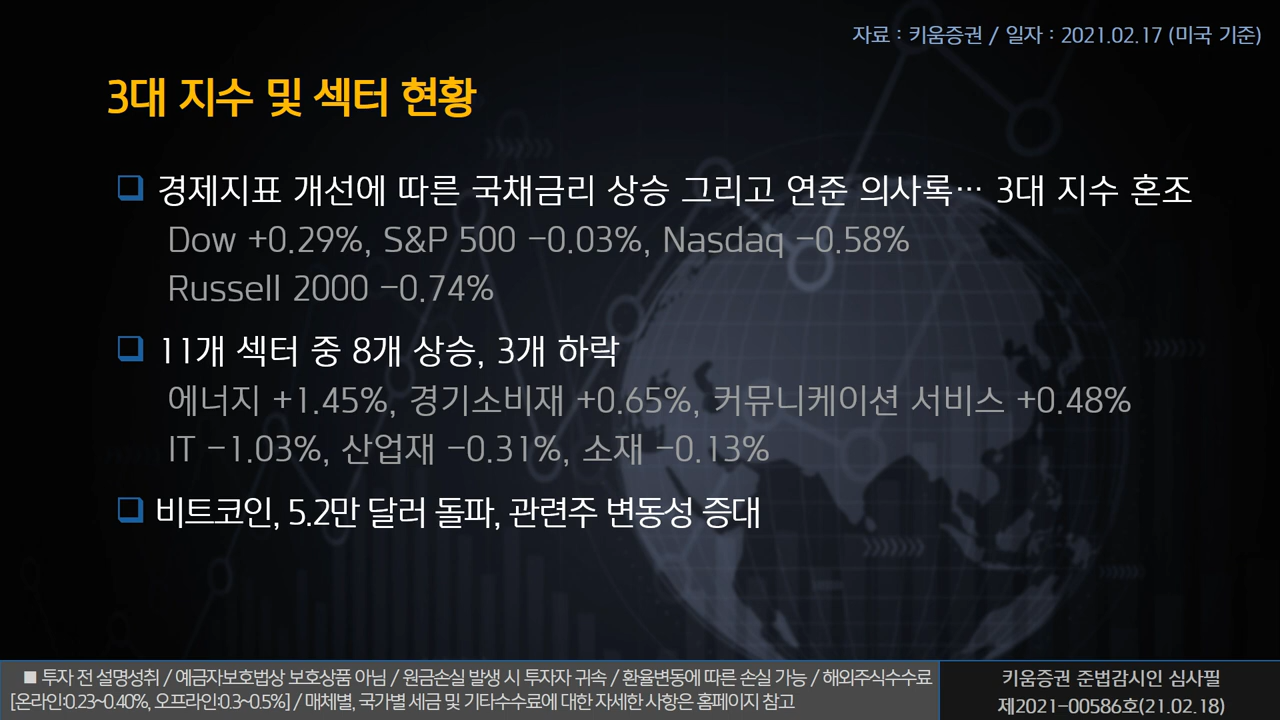 자료 : 키움증권 / 일자 : 2021.02.17 (미국 기준)
3대 지수 및 섹터 현황
❑ 경제지표 개선에 따른 국채금리 상승 그리고 연준 의사록… 3대 지수 혼조
Dow +0.29%, S&P 500 -0.03%, Nasdaq -0.58%
Russell 2000 -0.74%
❑ 11개 섹터 중 8개 상승, 3개 하락
에너지 +1.45%, 경기소비재 +0.65%, 커뮤니케이션 서비스 +0.48%
IT -1.03%, 산업재 -0.31%, 소재 -0.13%
❑ 비트코인, 5.2만 달러 돌파, 관련주 변동성 증대
■ 투자 전 설명성취 / 예금자보호법상 보호상품 아님 / 원금손실 발생 시 투자자 귀속 / 환율변동에 따른 손실 가능 / 해외주식수수료
[온라인:0.23~0.40%, 오프라인:0.3~0.5%] / 매체별, 국가별 세금 및 기타수수료에 대한 자세한 사항은 홈페이지 참고
키움증권 준법감시인 심사필
제2021-00586호(21.02.18)